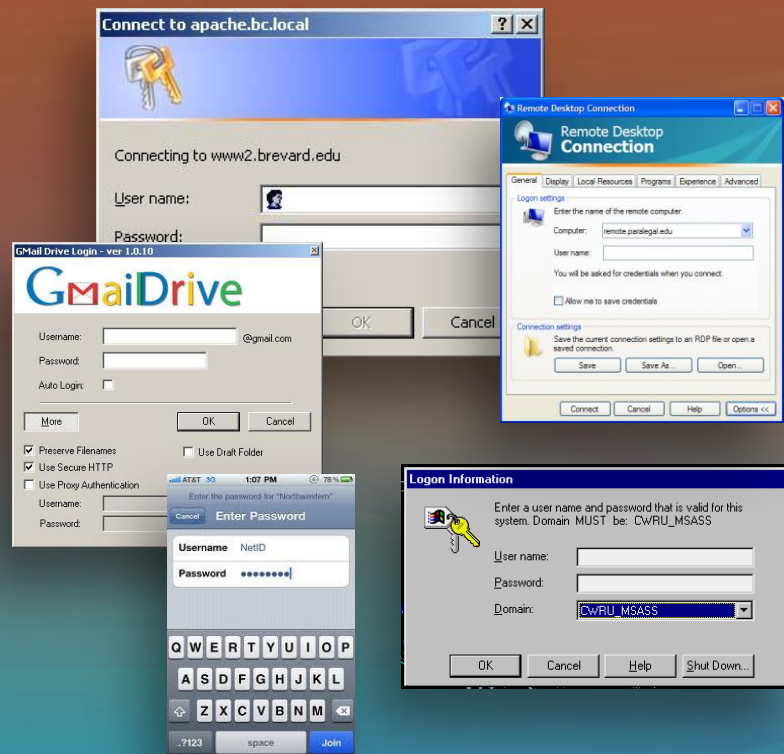 Connect to apache.bc.local
Connecting to www2.brevard.edu
User name:
Password:
OK
Cancel
Remote Desktop Connection
Remote Desktop
Connection
General Display Local Resources Programs Experience Advanced
Logon settings
Enter the name of the remote computer.
Computer: remote.paralegal.edu
User name:
You will be asked for credentials when you connect.
Allow me to save credentials
Connection settings
Save the current connection settings to an RDP file or open a
saved connection.
Save Save As... Open...
Connect Cancel Help Options <<
GMail Drive Login - ver 1.0.10
GMailDrive
Username: @gmail.com
Password:
Auto Login:
More OK Cancel
Preserve Filenames Use Draft Folder
Use Secure HTTP
Use Proxy Authentication
Username:
Password:
AT&T 3G 1:07 PM 78%
Enter the password for "Northwestern"
Cancel Enter Password
Username NetID
Password
Q W E R T Y U I O P
A S D F G H J K L
Z X C V B N M
.?123 space Join
Logon Information
Enter a user name and password that is valid for this
system. Domain MUST be: CWRU_MSASS
User name:
Password:
Domain: CWRU_MSASS
OK Cancel Help Shut Down...